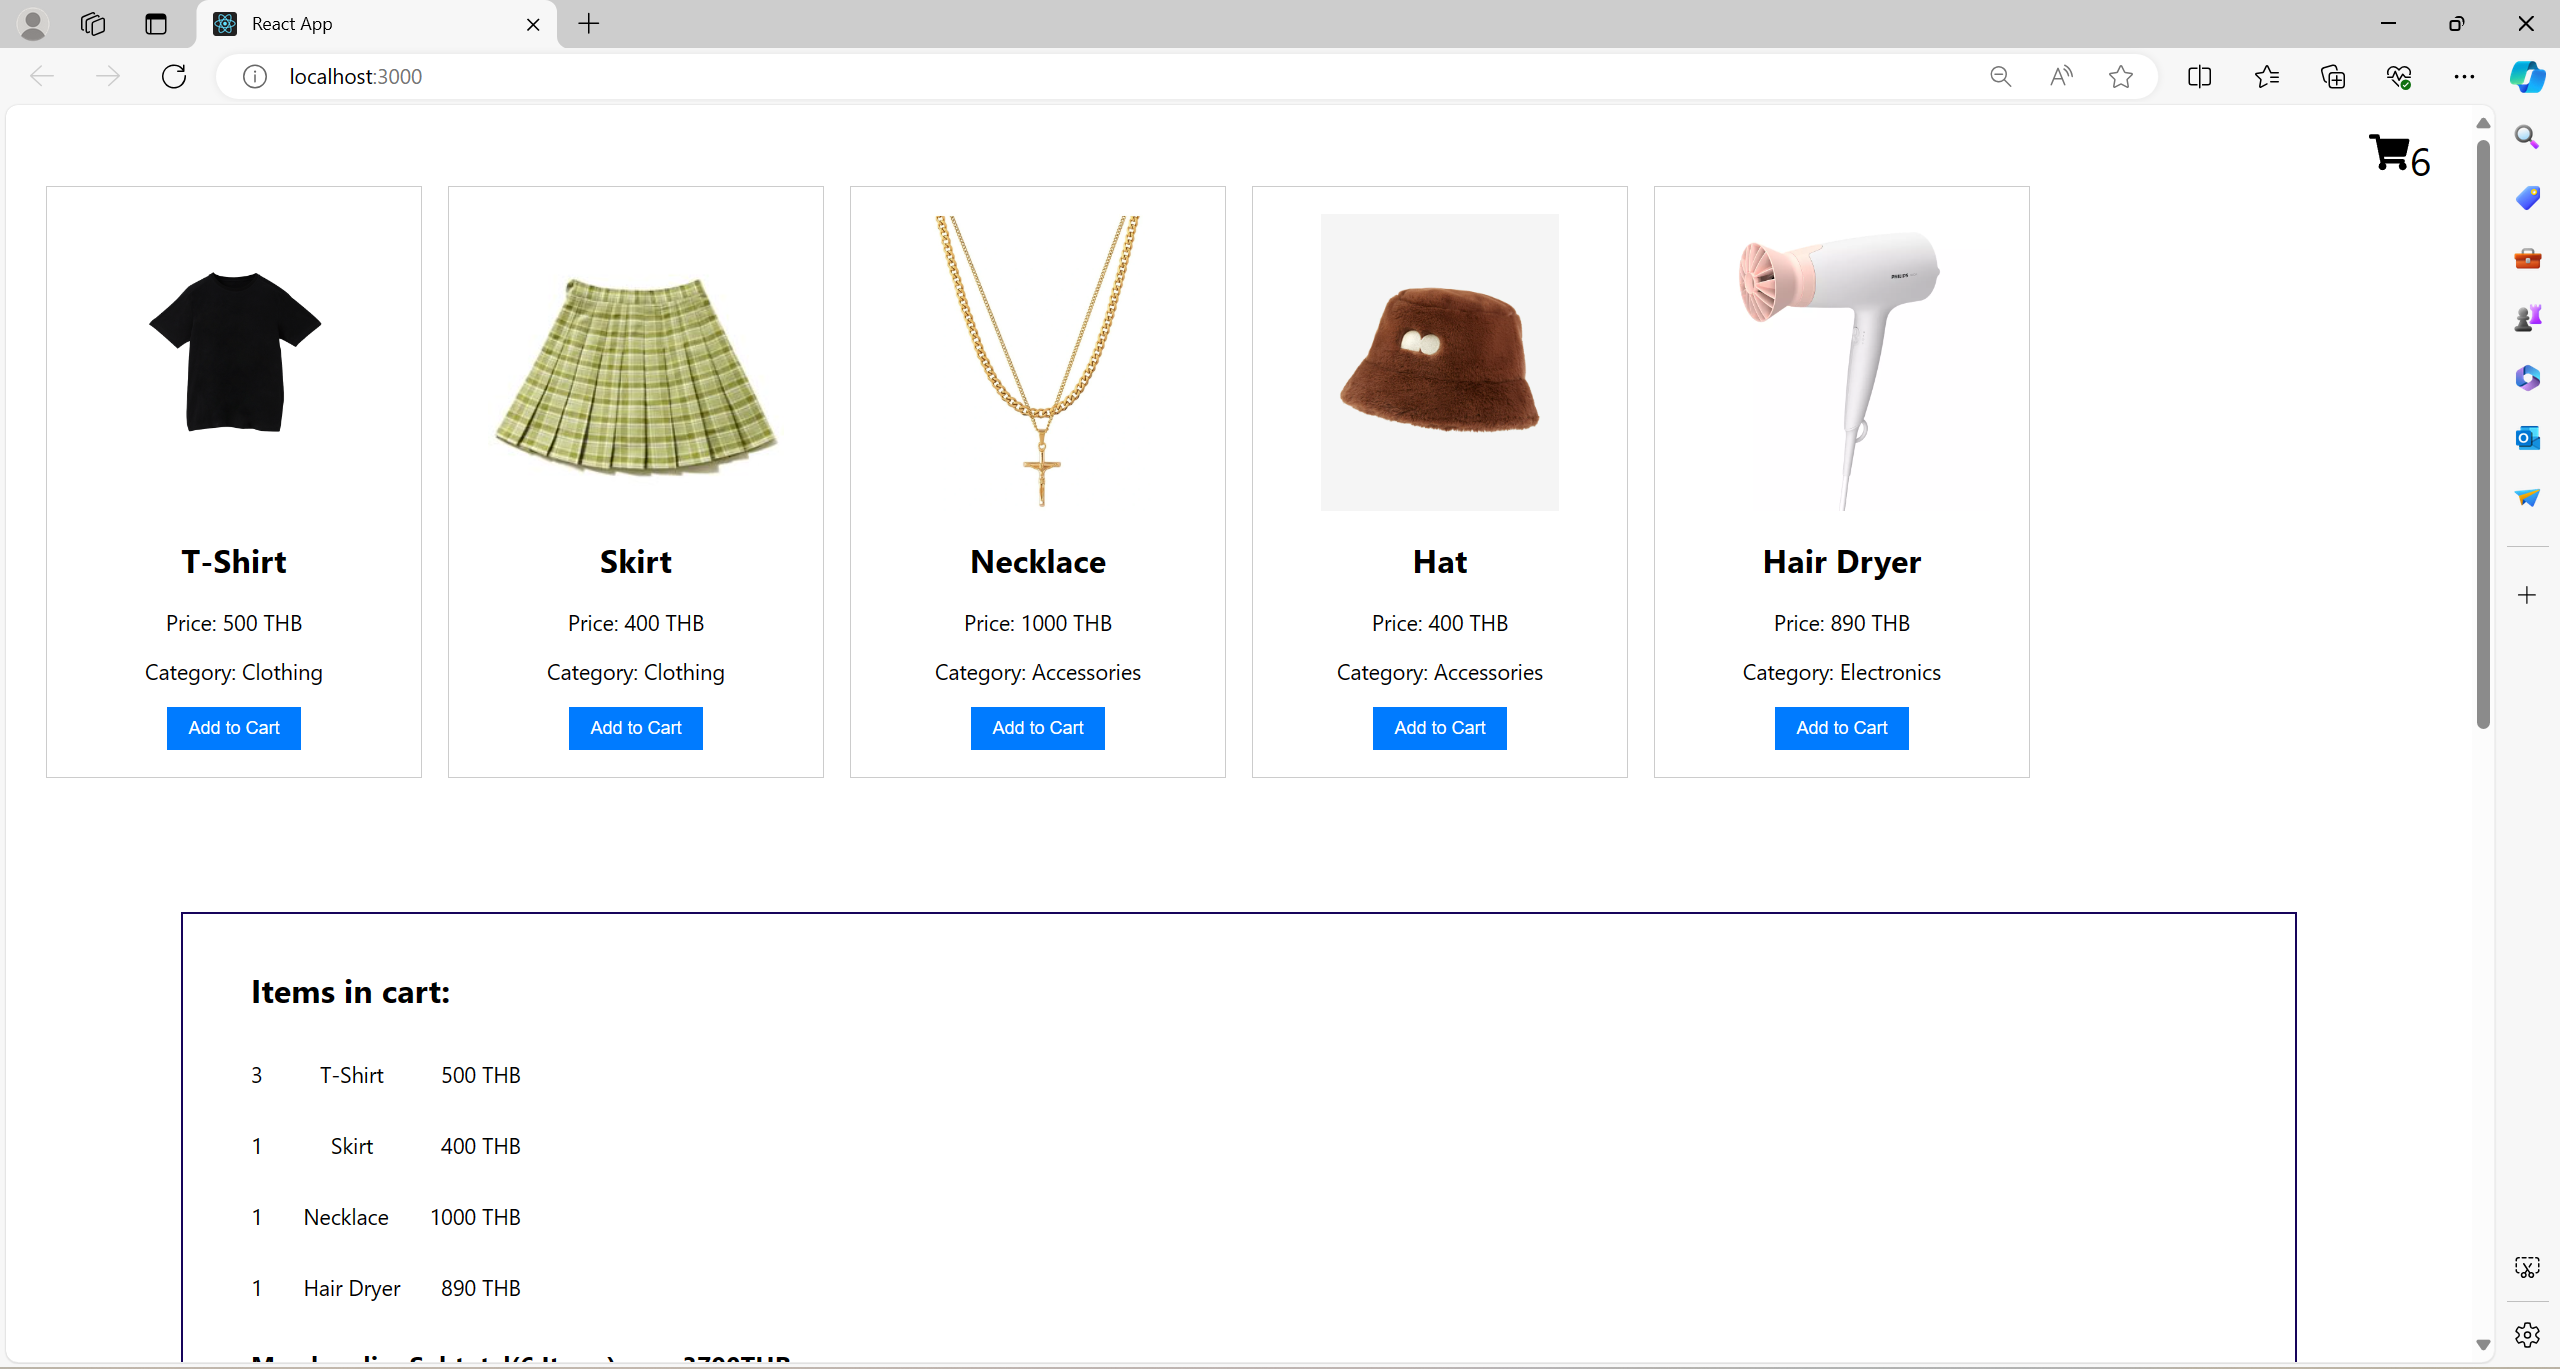 React App
localhost:3000
6
T-Shirt
Price: 500 THB
Category: Clothing
Add to Cart
Skirt
Price: 400 THB
Category: Clothing
Add to Cart
Necklace
Price: 1000 THB
Category: Accessories
Add to Cart
Hat
Price: 400 THB
Category: Accessories
Add to Cart
PHILIPS
Hair Dryer
Price: 890 THB
Category: Electronics
Add to Cart
Items in cart:
3 T-Shirt 500 THB
1 Skirt 400 THB
1 Necklace 1000 THB
1 Hair Dryer 890 THB